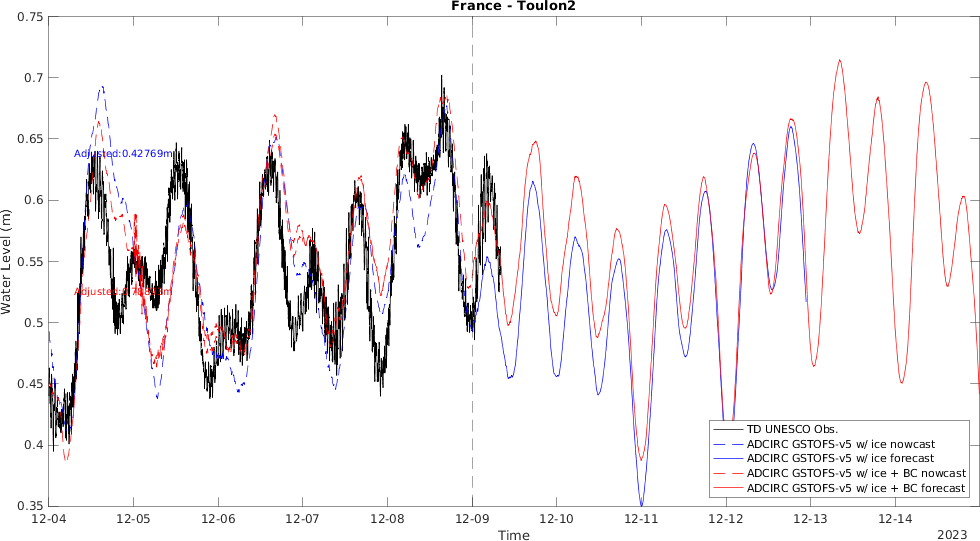 France - Toulon2
0.75
0.7
0.65
0.6
0.55
0.5
0.45
0.4
0.35
Water Level (m)
Adjusted:0.42769m
12-04
12-05
12-06
12-07
12-08
12-09
12-10
12-11
12-12
12-13
12-14
Time
2023
TD UNESCO Obs.
ADCIRC GSTOFS-v5 w/ ice nowcast
ADCIRC GSTOFS-v5 w/ ice forecast
ADCIRC GSTOFS-v5 w/ ice + BC nowcast
ADCIRC GSTOFS-v5 w/ ice + BC forecast